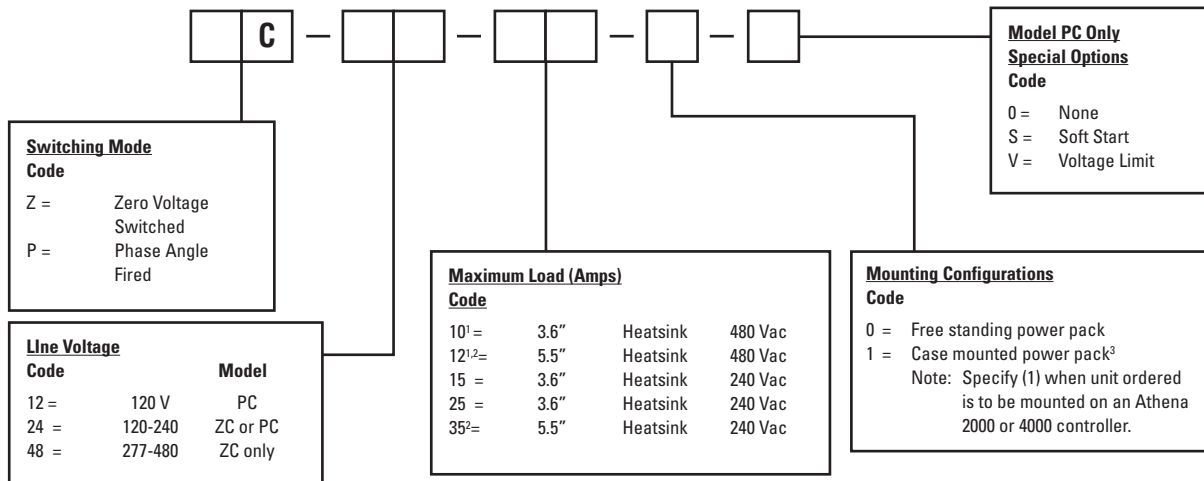 C
Model PC Only
Special Options
Code
0 = None
S = Soft Start
V = Voltage Limit
Switching Mode
Code
Z = Zero Voltage
Switched
P = Phase Angle
Fired
LIne Voltage
Code Model
12 = 120 V PC
24 = 120-240 ZC or PC
48 = 277-480 ZC only
Maximum Load (Amps)
Code
10¹= 3.6″ Heatsink 480 Vac
12¹,²= 5.5″ Heatsink 480 Vac
15 = 3.6″ Heatsink 240 Vac
25 = 3.6″ Heatsink 240 Vac
35²= 5.5″ Heatsink 240 Vac
Mounting Configurations
Code
0 = Free standing power pack
1 = Case mounted power pack³
Note: Specify (1) when unit ordered
is to be mounted on an Athena
2000 or 4000 controller.